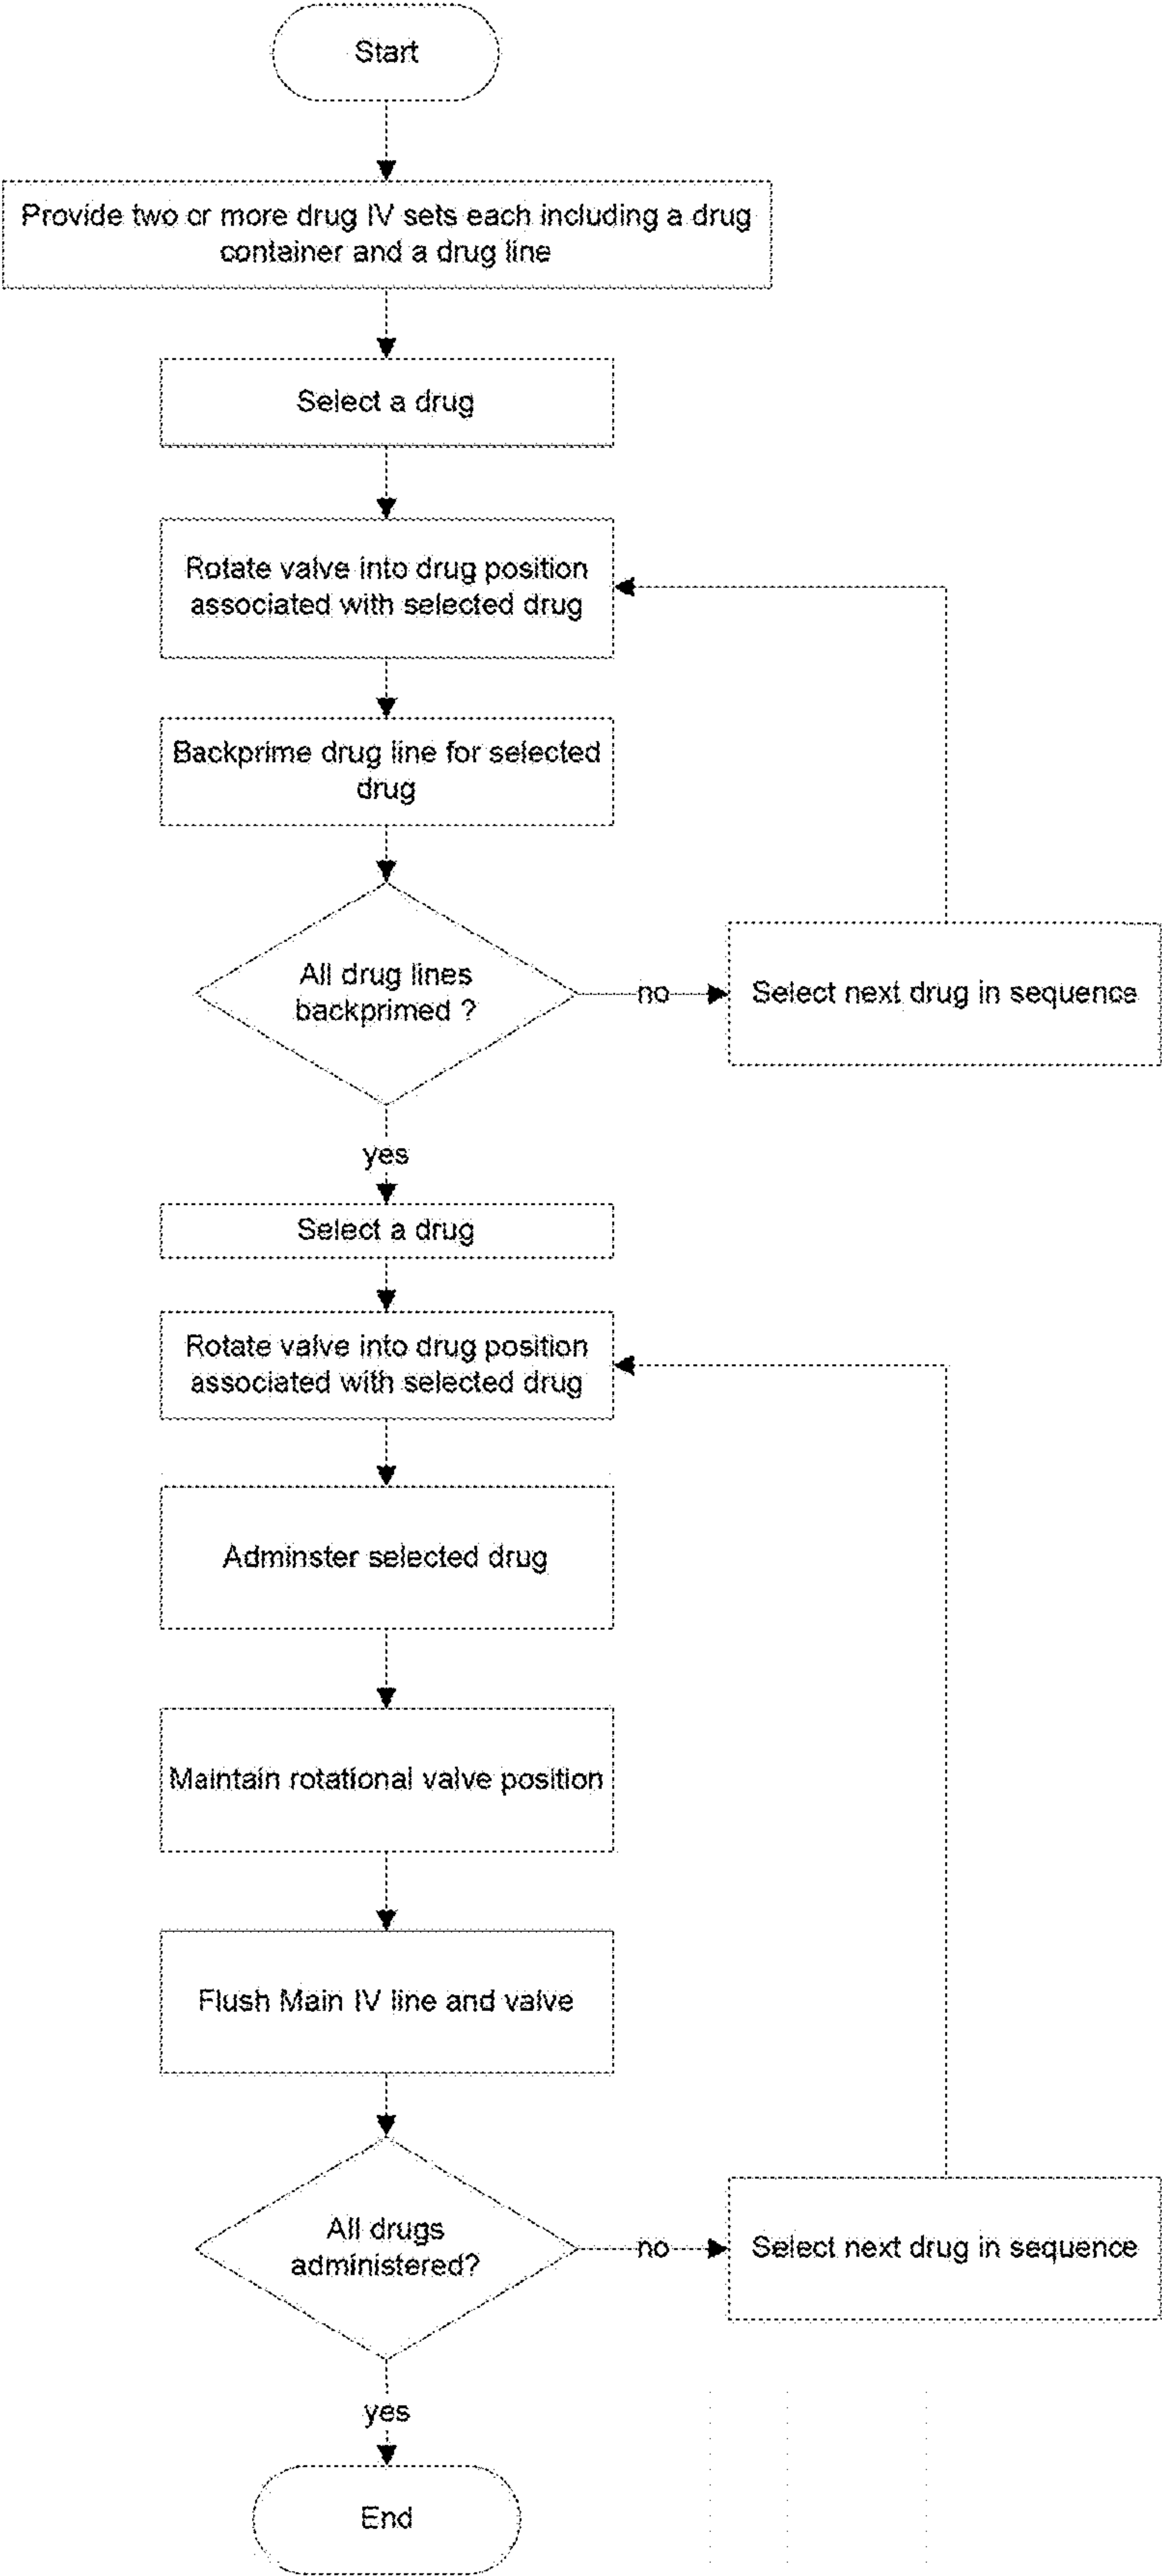 Start
Provide two or more drug IV sets each including a drug
container and a drug line
Select a drug
Rotate valve into drug position
associated with selected drug
Backprime drug line for selected
drug
All drug lines
backprimed ?
no
Select next drug in sequence
yes
Select a drug
Rotate valve into drug position
associated with selected drug
Adminster selected drug
Maintain rotational valve position
Flush Main IV line and valve
All drugs
administered?
no
Select next drug in sequence
yes
End